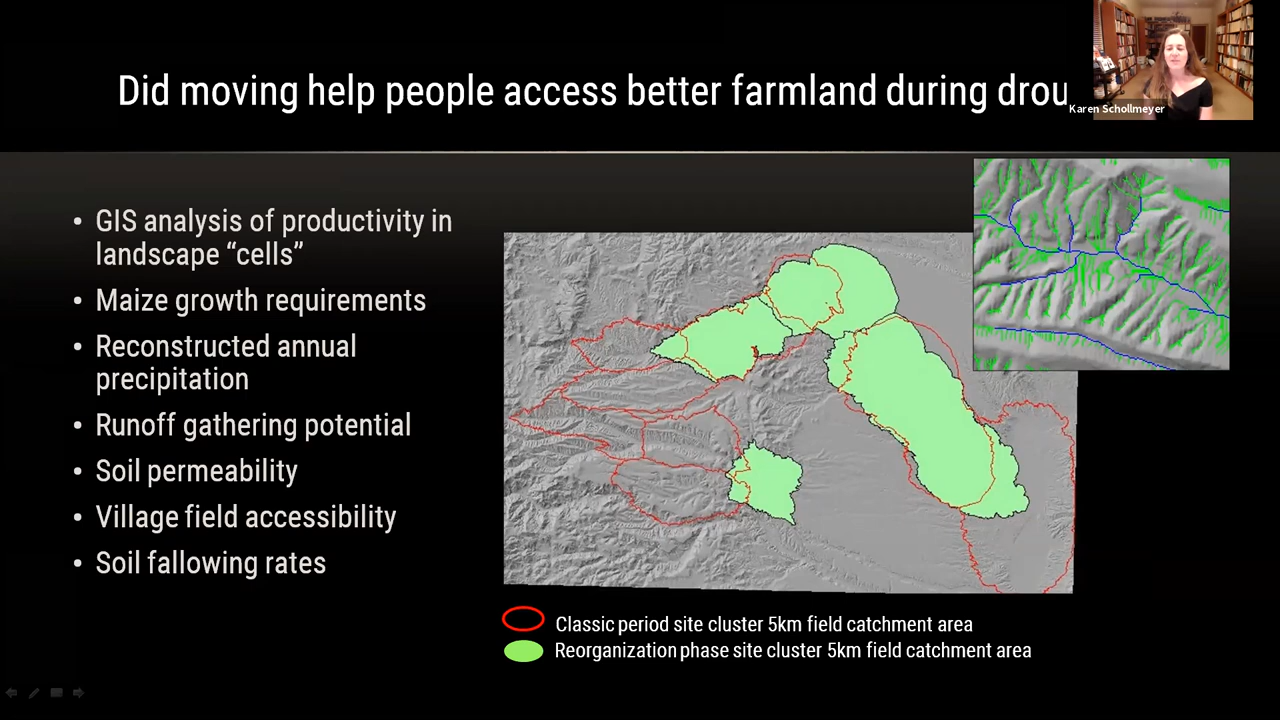 Did moving help people access better farmland during drou
Karen Schollmeyer
• GIS analysis of productivity in
landscape “cells”
• Maize growth requirements
• Reconstructed annual
precipitation
• Runoff gathering potential
• Soil permeability
• Village field accessibility
• Soil fallowing rates
Classic period site cluster 5km field catchment area
Reorganization phase site cluster 5km field catchment area